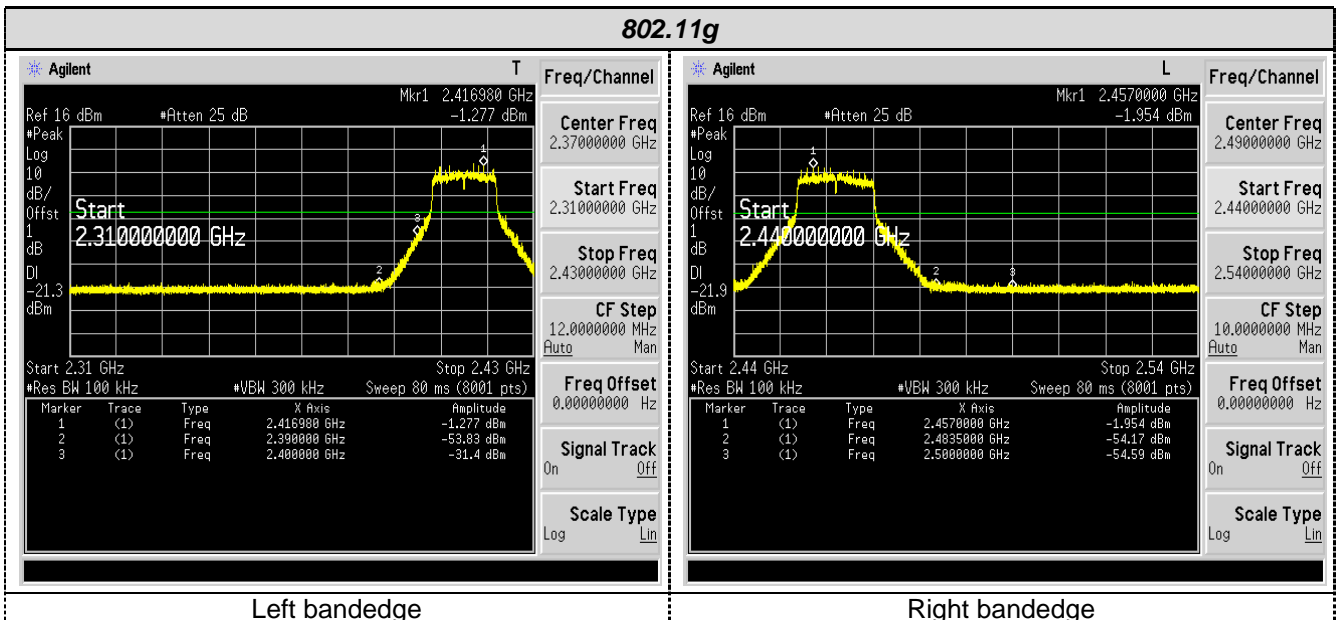 802.11g
Agilent T
Mkr1 2.416980 GHz
Ref 16 dBm #Atten 25 dB -1.277 dBm
#Peak
Log
10
dB/
Offst
1
dB
DI
-21.3
dBm
1
3
2
Start
2.310000000 GHz
Start 2.31 GHz Stop 2.43 GHz
#Res BW 100 kHz #VBW 300 kHz Sweep 80 ms (8001 pts)
Marker Trace Type X Axis Amplitude
1 (1) Freq 2.416980 GHz -1.277 dBm
2 (1) Freq 2.390000 GHz -53.83 dBm
3 (1) Freq 2.400000 GHz -31.4 dBm
Freq/Channel
Center Freq
2.37000000 GHz
Start Freq
2.31000000 GHz
Stop Freq
2.43000000 GHz
CF Step
12.0000000 MHz
Auto Man
Freq Offset
0.00000000 Hz
Signal Track
On Off
Scale Type
Log Lin
Left bandedge
Agilent L
Mkr1 2.4570000 GHz
Ref 16 dBm #Atten 25 dB -1.954 dBm
#Peak
Log
10
dB/
Offst
1
dB
DI
-21.9
dBm
1
2
3
Start
2.440000000 GHz
Start 2.44 GHz Stop 2.54 GHz
#Res BW 100 kHz #VBW 300 kHz Sweep 80 ms (8001 pts)
Marker Trace Type X Axis Amplitude
1 (1) Freq 2.4570000 GHz -1.954 dBm
2 (1) Freq 2.4835000 GHz -54.17 dBm
3 (1) Freq 2.5000000 GHz -54.59 dBm
Freq/Channel
Center Freq
2.49000000 GHz
Start Freq
2.44000000 GHz
Stop Freq
2.54000000 GHz
CF Step
10.0000000 MHz
Auto Man
Freq Offset
0.00000000 Hz
Signal Track
On Off
Scale Type
Log Lin
Right bandedge